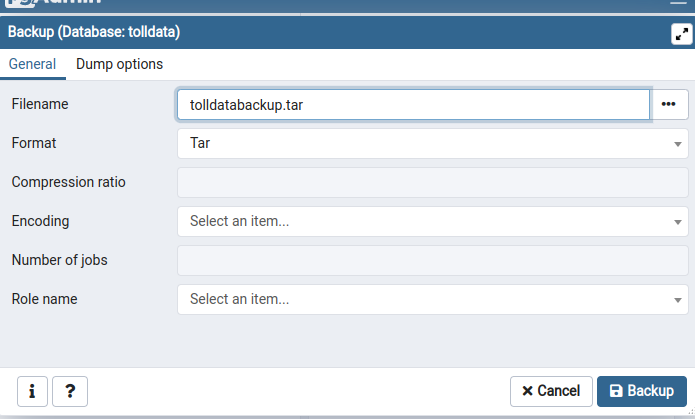 Backup (Database: tolldata)
General Dump options
Filename tolldatabackup.tar •••
Format Tar
Compression ratio
Encoding Select an item...
Number of jobs
Role name Select an item...
i ? Cancel Backup